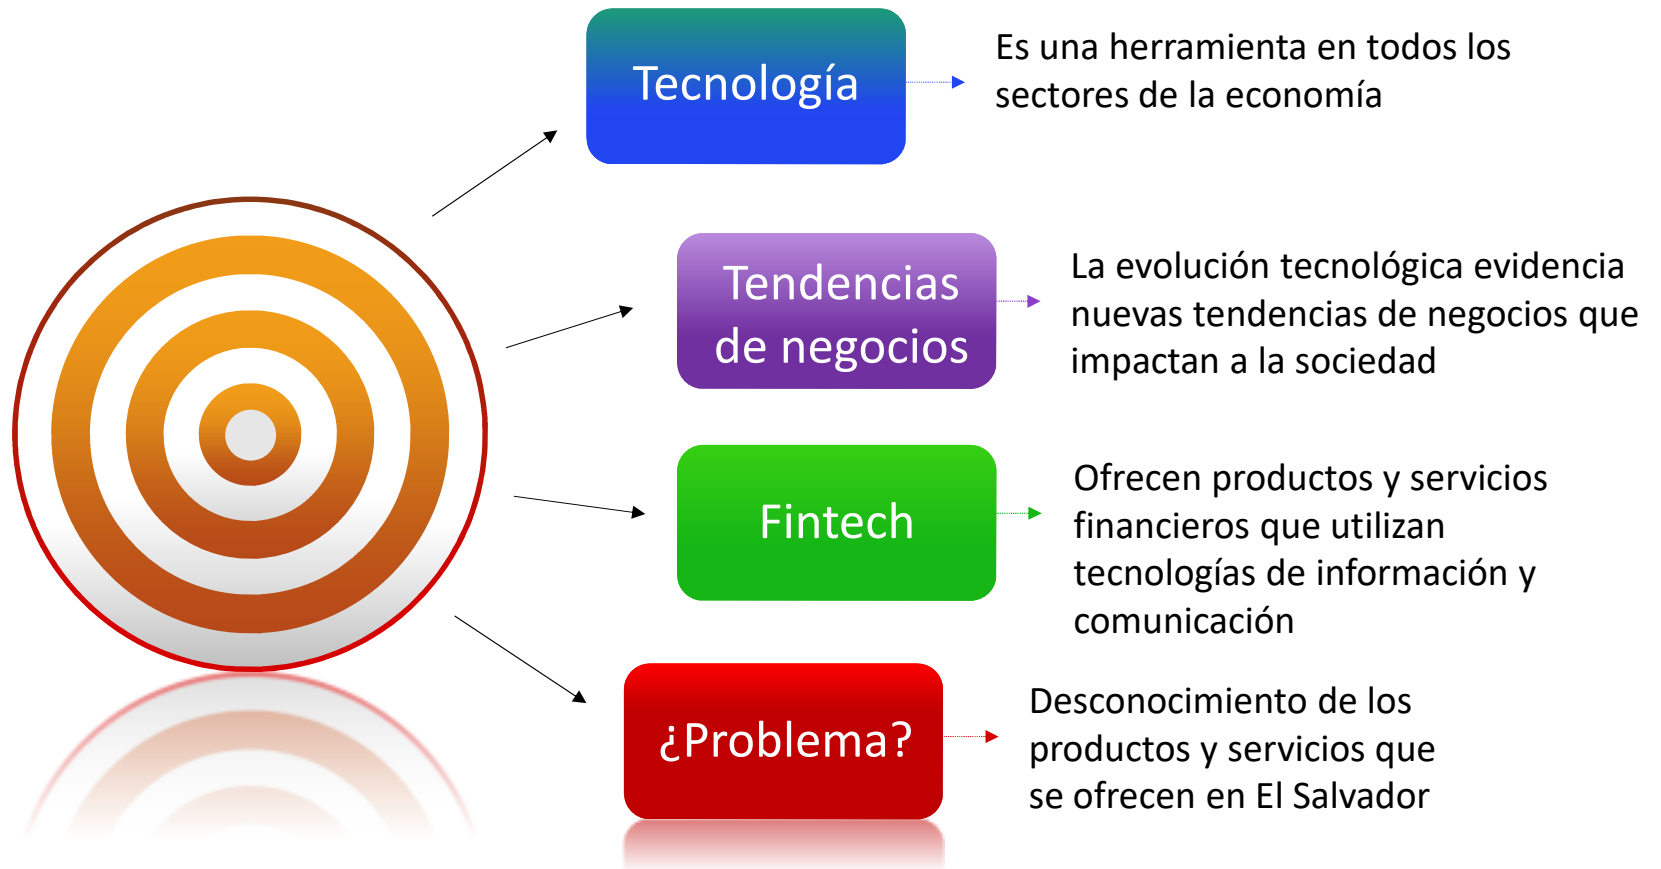 Tecnología
Es una herramienta en todos los
sectores de la economía
Tendencias
de negocios
La evolución tecnológica evidencia
nuevas tendencias de negocios que
impactan a la sociedad
Fintech
Ofrecen productos y servicios
financieros que utilizan
tecnologías de información y
comunicación
¿Problema?
Desconocimiento de los
productos y servicios que
se ofrecen en El Salvador